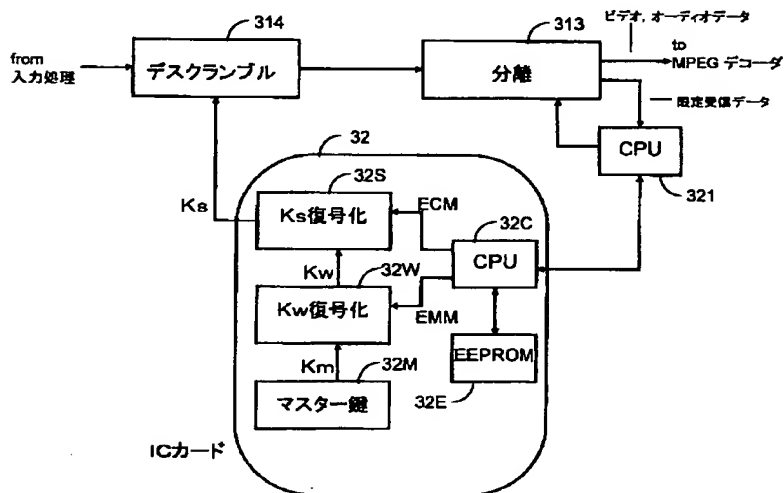 314
313
ビデオ, オーディオデータ
from
入力処理
デスクランブル
分離
to
MPEG デコーダ
限定受信データ
CPU
321
32
32S
Ks
Ks復号化
ECM
32C
CPU
Kw
32W
Kw復号化
EMM
Km
32M
EEPROM
マスター鍵
32E
ICカード